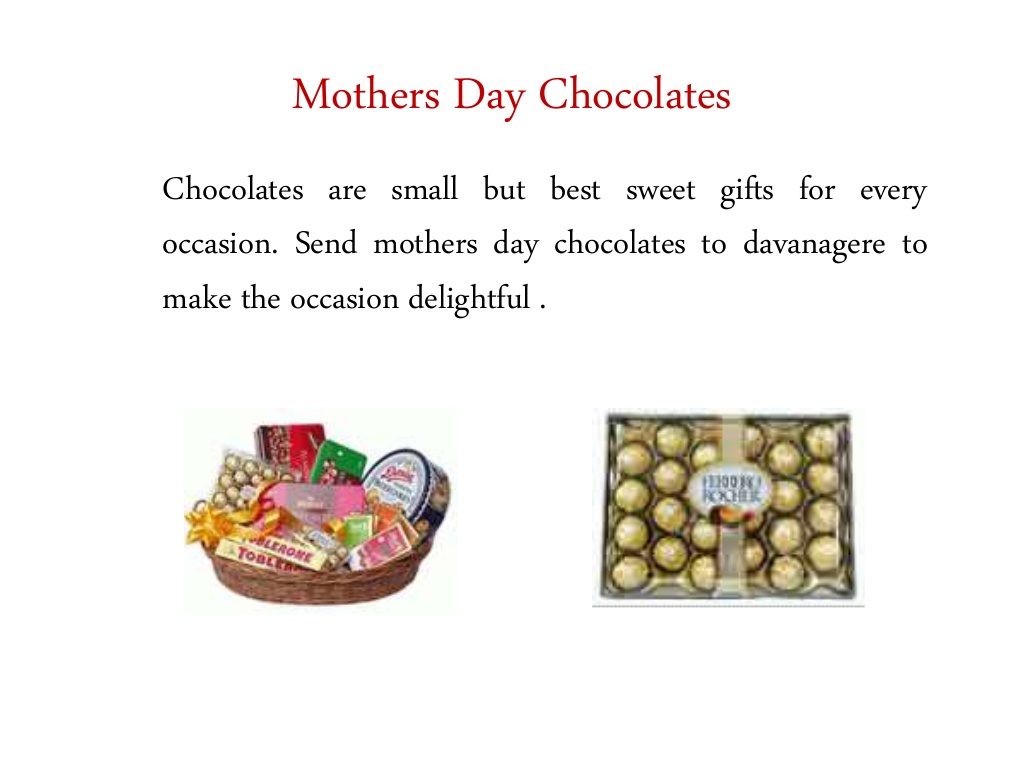 Mothers Day Chocolates
Chocolates are small but best sweet gifts for every
occasion. Send mothers day chocolates to davanagere to
make the occasion delightful .
TOBLERONE
FERRERO
ROCHER